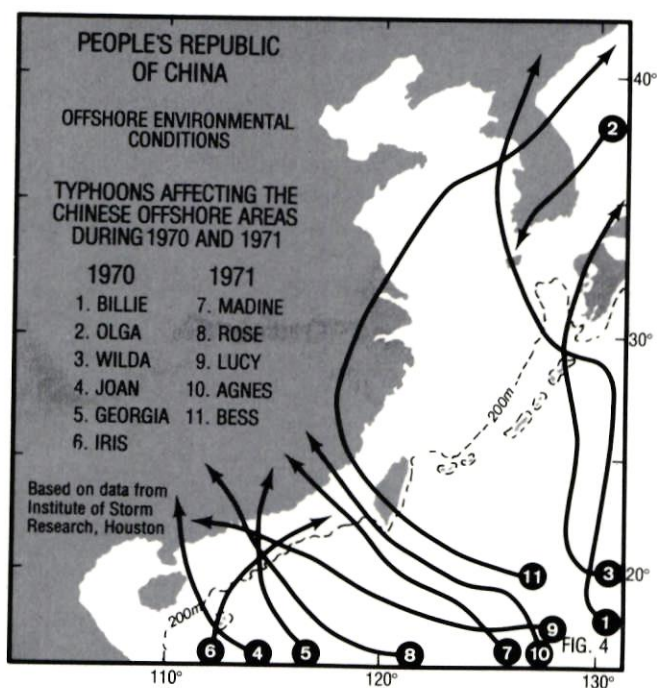 PEOPLE'S REPUBLIC
OF CHINA
OFFSHORE ENVIRONMENTAL
CONDITIONS
TYPHOONS AFFECTING THE
CHINESE OFFSHORE AREAS
DURING 1970 AND 1971
1970 1971
1. BILLIE 7. MADINE
2. OLGA 8. ROSE
3. WILDA 9. LUCY
4. JOAN 10. AGNES
5. GEORGIA 11. BESS
6. IRIS
Based on data from
Institute of Storm
Research, Houston
40°
2
30°
200m
20°
11
3
1
200m
9
FIG. 4
6
4
5
8
7
10
110°
120°
130°